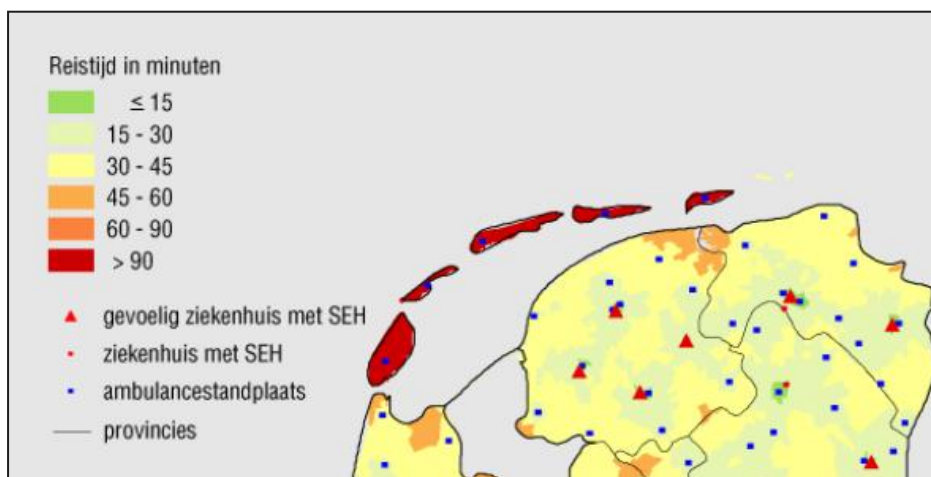 Reistijd in minuten
≤ 15
15 - 30
30 - 45
45 - 60
60 - 90
> 90
gevoelig ziekenhuis met SEH
ziekenhuis met SEH
ambulancestandplaats
provincies